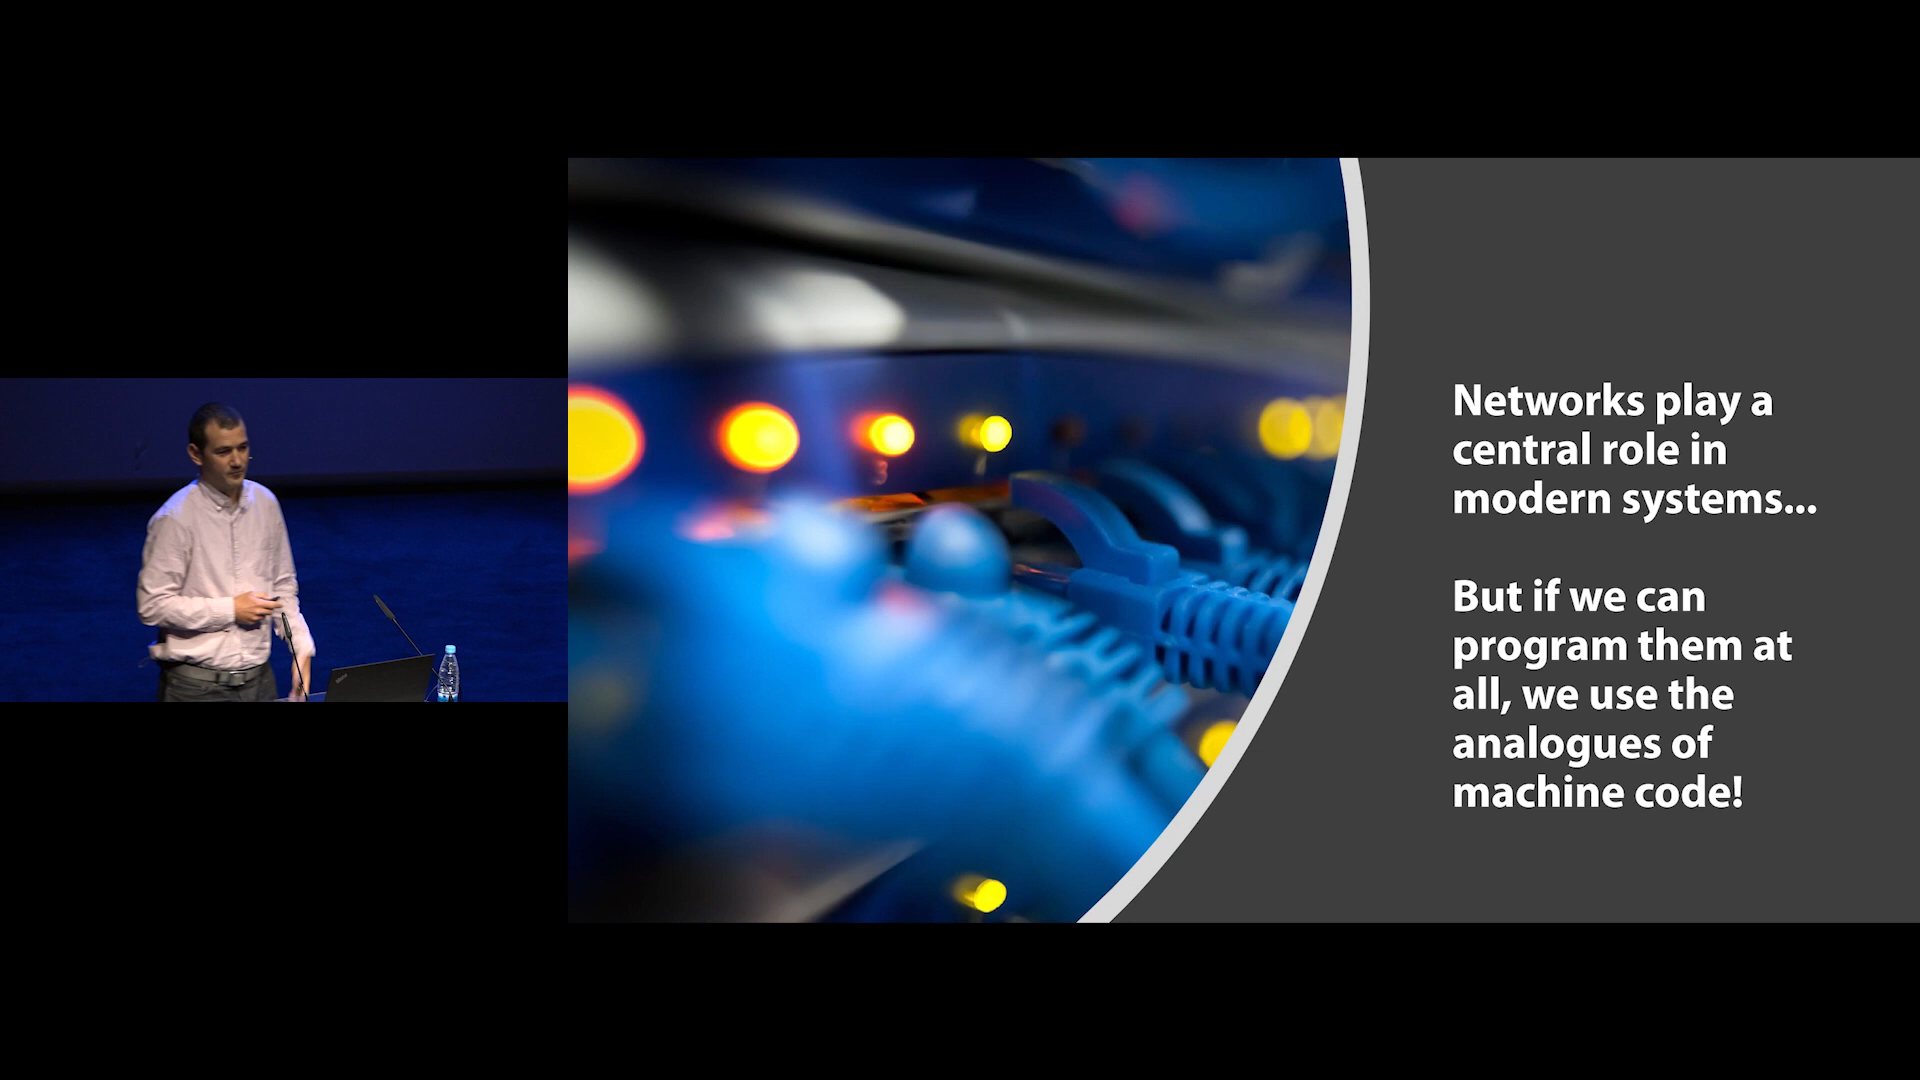 Networks play a
central role in
modern systems...
But if we can
program them at
all, we use the
analogues of
machine code!